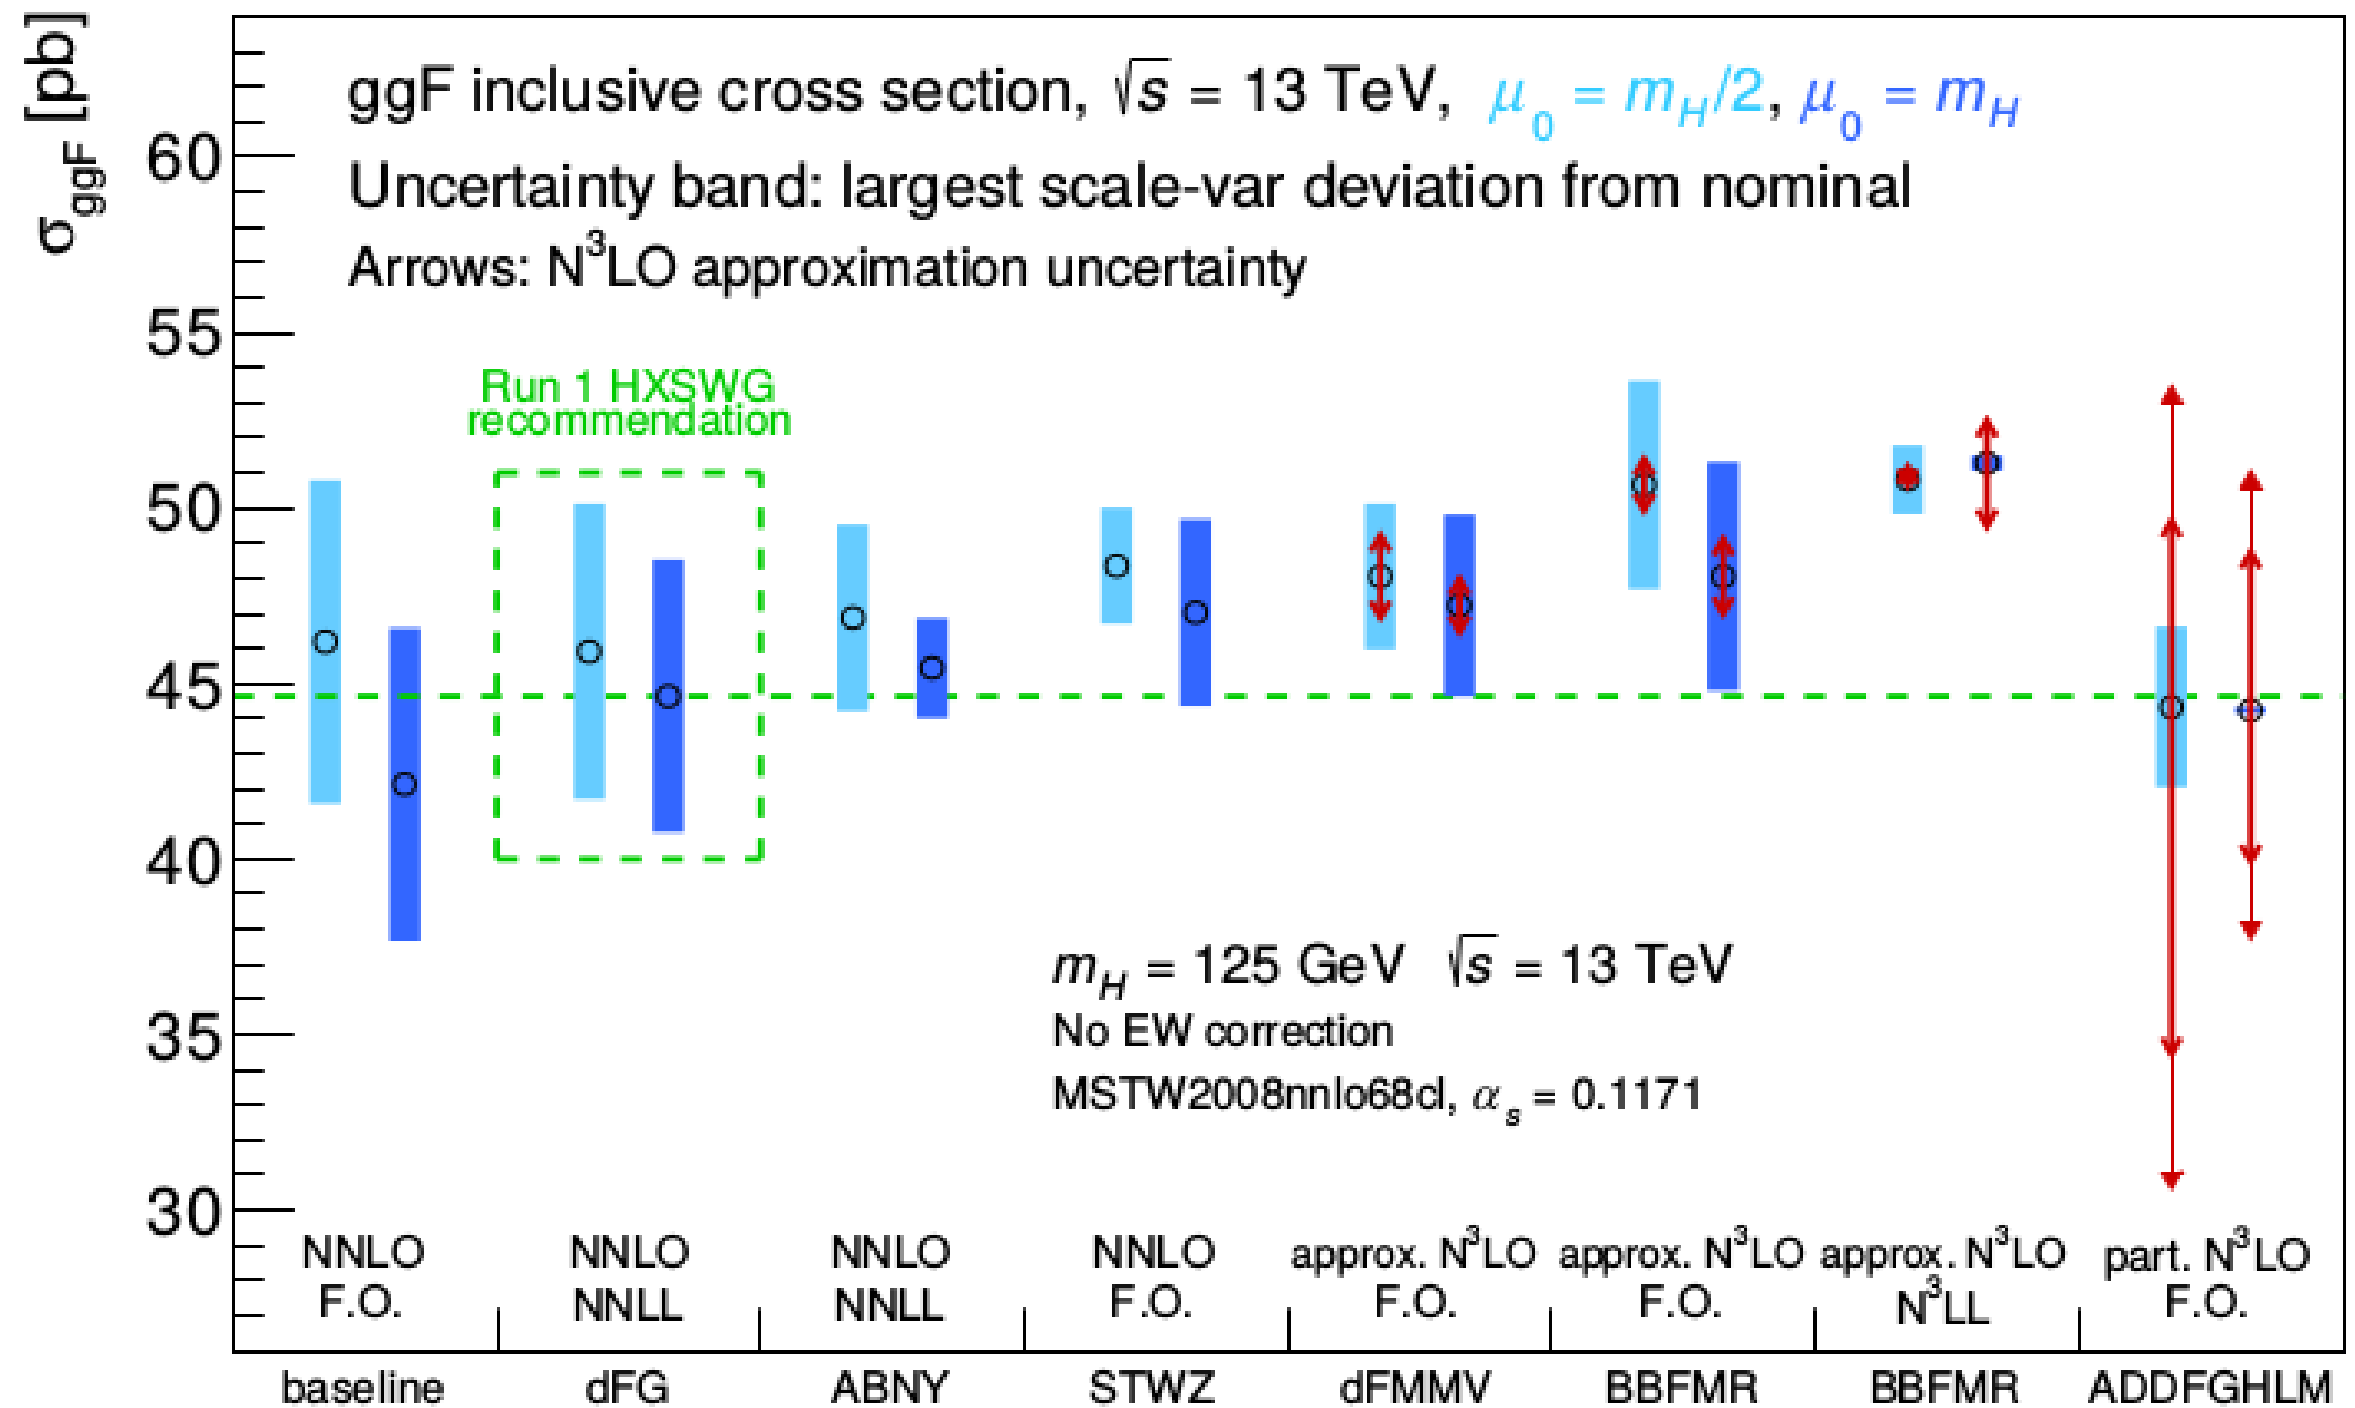 σggF [pb]
ggF inclusive cross section, √s = 13 TeV, μ0 = mH/2, μ0 = mH
Uncertainty band: largest scale-var deviation from nominal
Arrows: N³LO approximation uncertainty
60
55
50
45
40
35
30
Run 1 HXSWG
recommendation
mH = 125 GeV √s = 13 TeV
No EW correction
MSTW2008nnlo68cl, αs = 0.1171
NNLO NNLO NNLO NNLO approx. N³LO approx. N³LO approx. N³LO part. N³LO
F.O. NNLL NNLL F.O. F.O. F.O. N³LL F.O.
baseline dFG ABNY STWZ dFMMV BBFMR BBFMR ADDFGHLM